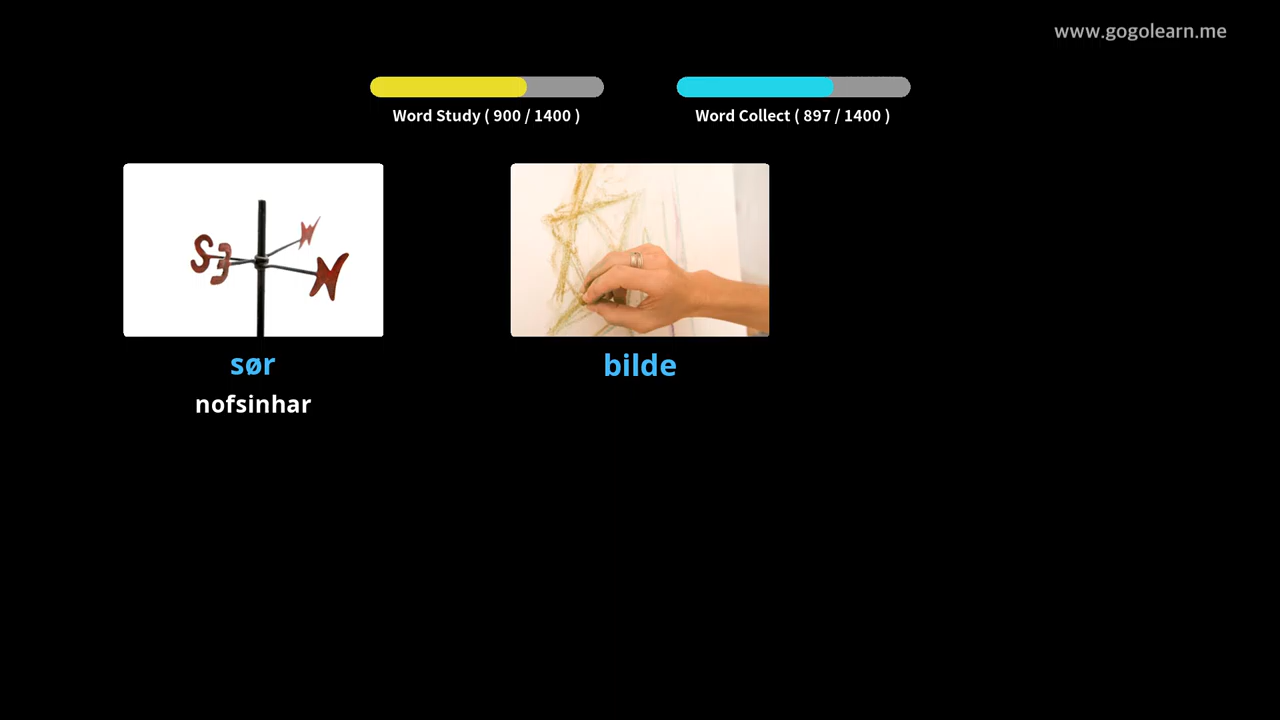 www.gogolearn.me
Word Study ( 900 / 1400 )
Word Collect ( 897 / 1400 )
S
E
N
W
sør
bilde
nofsinhar